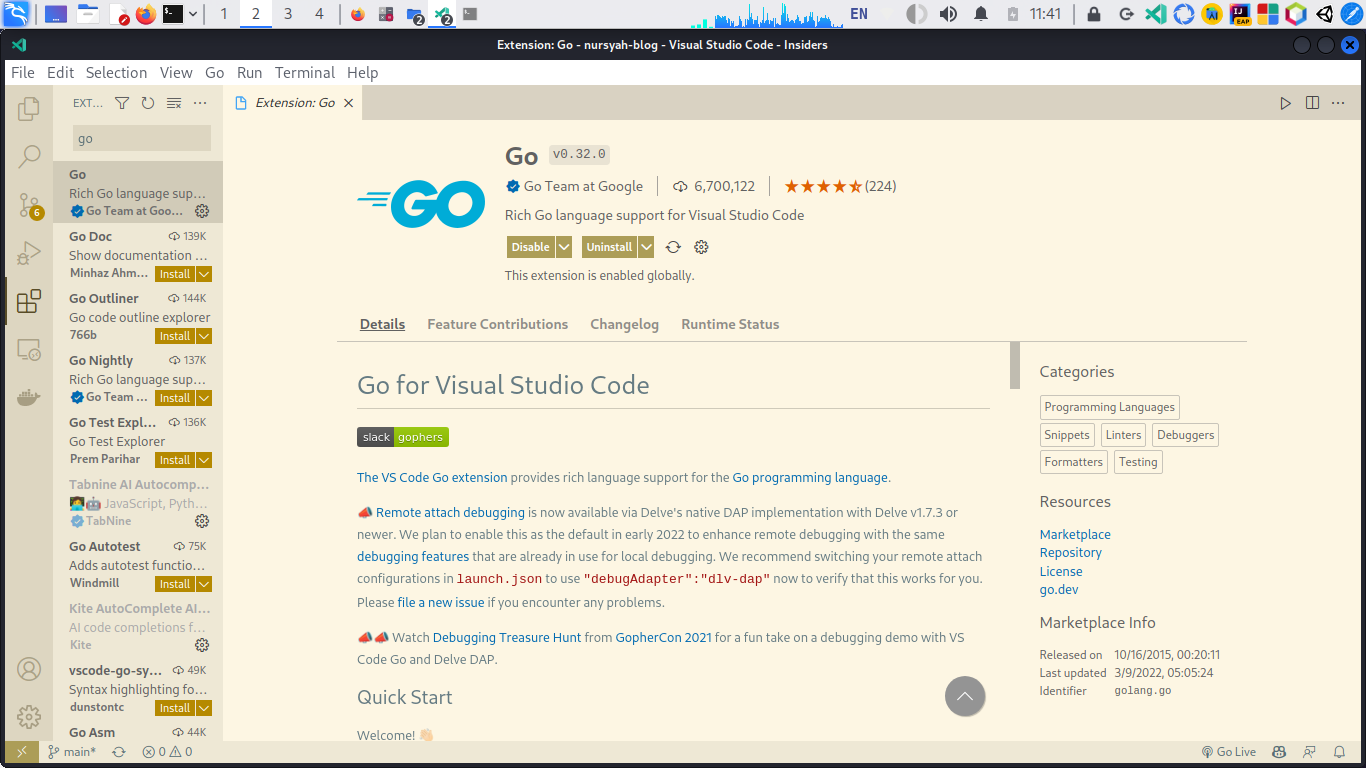 1 2 3 4 2 2 EN 11:41
Extension: Go - nursyah-blog - Visual Studio Code - Insiders
File Edit Selection View Go Run Terminal Help
EXT... Extension: Go
go
Go
Rich Go language sup...
Go Team at Goo...
Go Doc 139K
Show documentation ...
Minhaz Ahm... Install
Go Outliner 144K
Go code outline explorer
766b Install
Go Nightly 137K
Rich Go language sup...
Go Team ... Install
Go Test Expl... 136K
Go Test Explorer
Prem Parihar Install
Tabnine AI Autocomp...
JavaScript, Pyth...
TabNine
Go Autotest 75K
Adds autotest functio...
Windmill Install
Kite AutoComplete AI...
AI code completions f...
Kite
vscode-go-sy... 49K
Syntax highlighting fo...
dunstontc Install
Go Asm 44K
6
GO
Go v0.32.0
Go Team at Google 6,700,122 (224)
Rich Go language support for Visual Studio Code
Disable Uninstall
This extension is enabled globally.
Details Feature Contributions Changelog Runtime Status
Go for Visual Studio Code
slack gophers
The VS Code Go extension provides rich language support for the Go programming language.
📣 Remote attach debugging is now available via Delve's native DAP implementation with Delve v1.7.3 or
newer. We plan to enable this as the default in early 2022 to enhance remote debugging with the same
debugging features that are already in use for local debugging. We recommend switching your remote attach
configurations in launch.json to use "debugAdapter":"dlv-dap" now to verify that this works for you.
Please file a new issue if you encounter any problems.
📣📣 Watch Debugging Treasure Hunt from GopherCon 2021 for a fun take on a debugging demo with VS
Code Go and Delve DAP.
Quick Start
Welcome! 👋🏻
Categories
Programming Languages
Snippets Linters Debuggers
Formatters Testing
Resources
Marketplace
Repository
License
go.dev
Marketplace Info
Released on 10/16/2015, 00:20:11
Last updated 3/9/2022, 05:05:24
Identifier golang.go
main* 0 0 Go Live